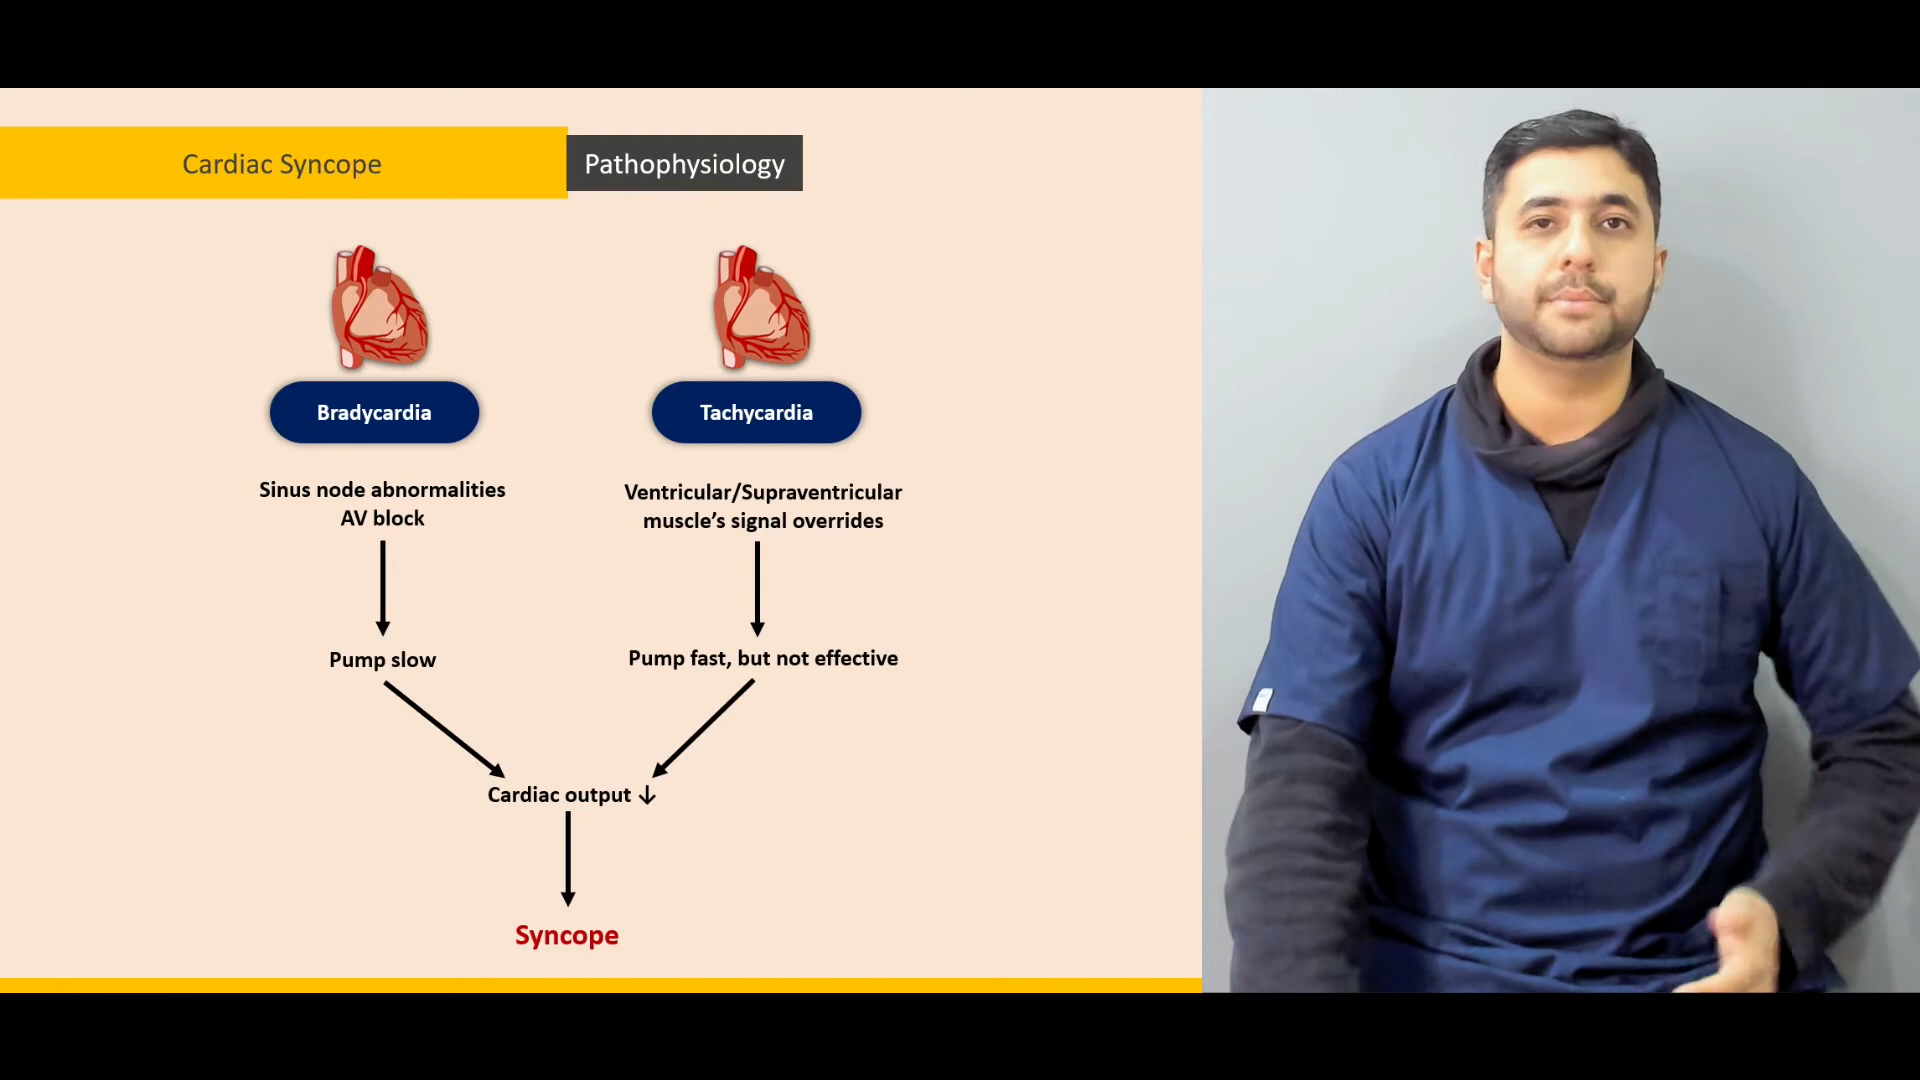 Cardiac Syncope
Pathophysiology
Bradycardia
Tachycardia
Sinus node abnormalities
AV block
Ventricular/Supraventricular
muscle’s signal overrides
Pump slow
Pump fast, but not effective
Cardiac output ↓
Syncope